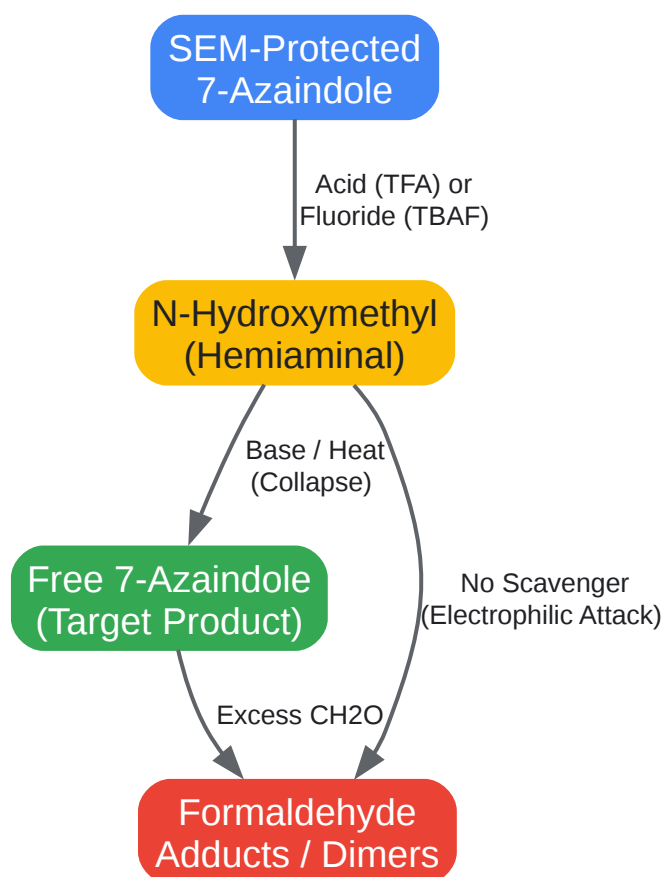 SEM-Protected
7-Azaindole
Acid (TFA) or
Fluoride (TBAF)
N-Hydroxymethyl
(Hemiaminal)
Base / Heat
(Collapse)
Free 7-Azaindole
(Target Product)
No Scavenger
(Electrophilic Attack)
Excess CH2O
Formaldehyde
Adducts / Dimers